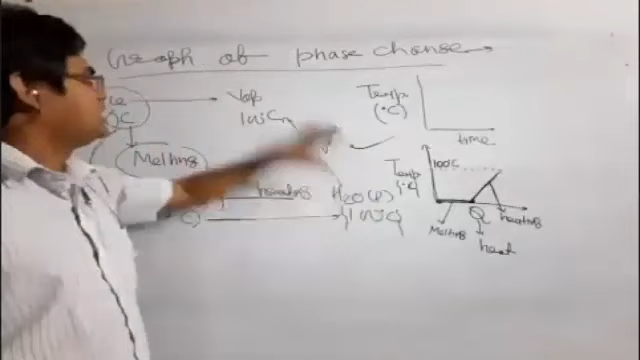 Graph of phase change
Vap
100°C
Temp
(°C)
time
Melting
heating
H2O(l)
100°C
Temp
(°C)
100°C
Melting
Q
heat
heating